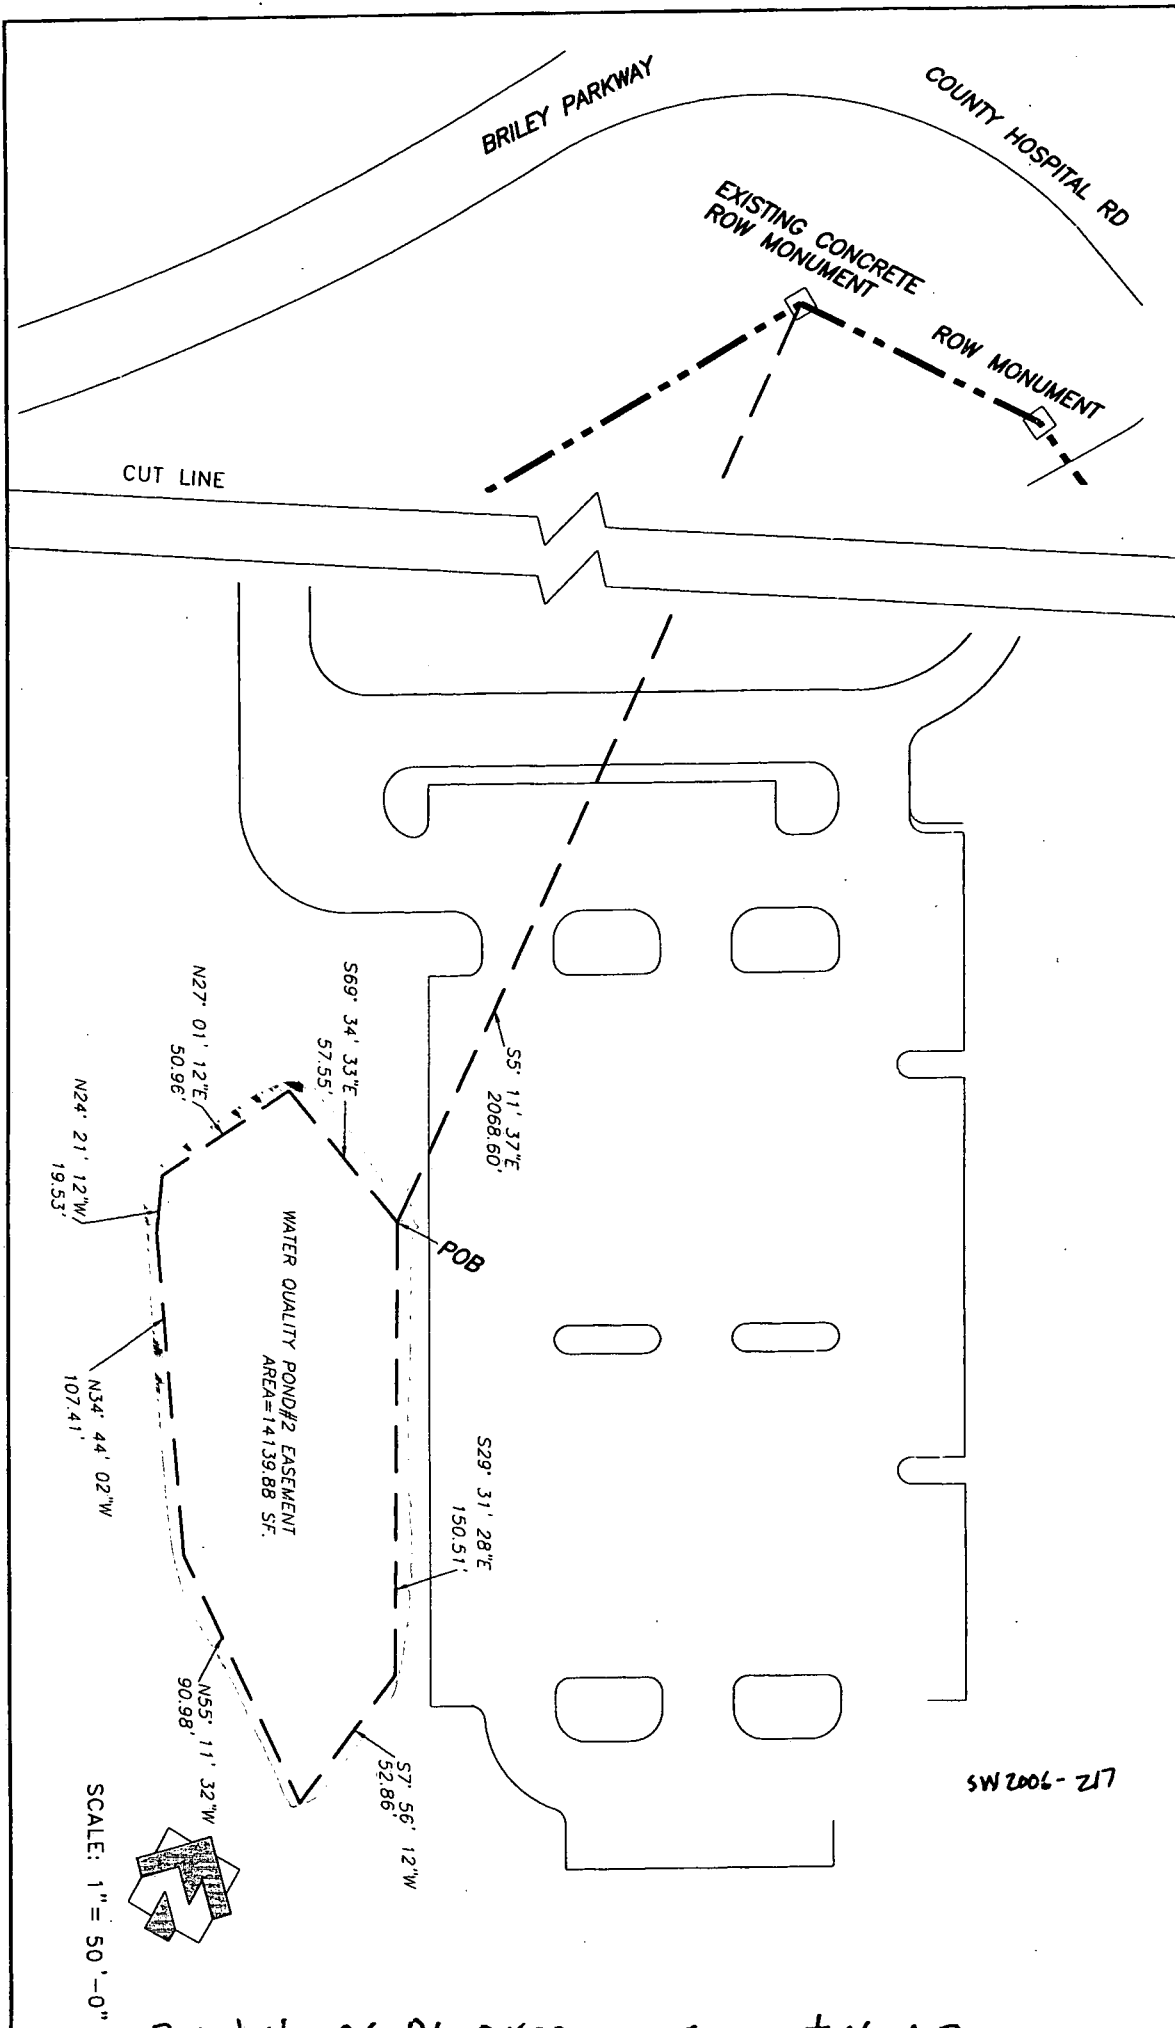 BRILEY PARKWAY
COUNTY HOSPITAL RD
EXISTING CONCRETE
ROW MONUMENT
ROW MONUMENT
CUT LINE
S5° 11' 37"E
2068.60'
S69° 34' 33"E
57.55'
N27° 01' 12"E
50.96'
N24° 21' 12"W
19.53'
POB
WATER QUALITY POND#2 EASEMENT
AREA=14139.88 SF.
N34° 44' 02"W
107.41'
S29° 31' 28"E
150.51'
N55° 11' 32"W
90.98'
S7° 56' 12"W
52.86'
SW2006-217
SCALE: 1"= 50'-0"